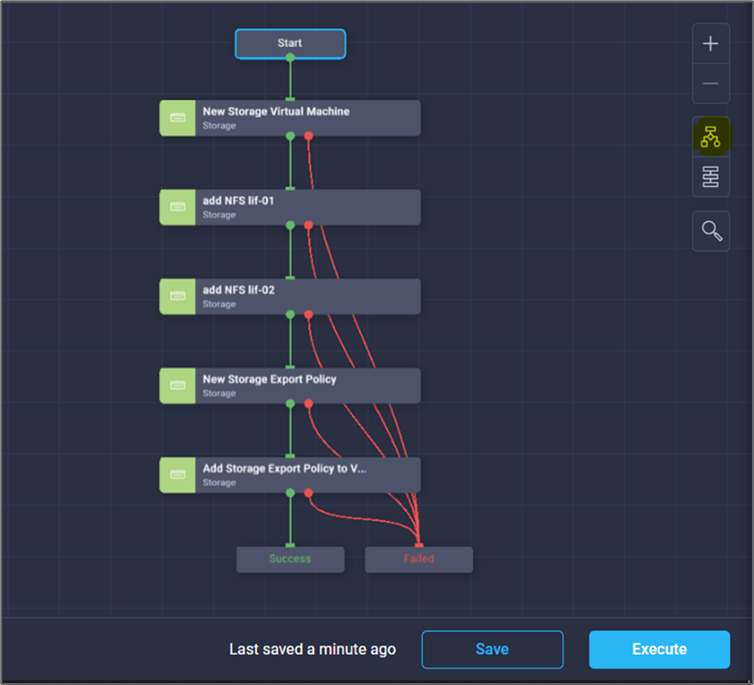 Start
New Storage Virtual Machine
Storage
add NFS lif-01
Storage
add NFS lif-02
Storage
New Storage Export Policy
Storage
Add Storage Export Policy to V...
Storage
Success
Failed
Last saved a minute ago
Save
Execute